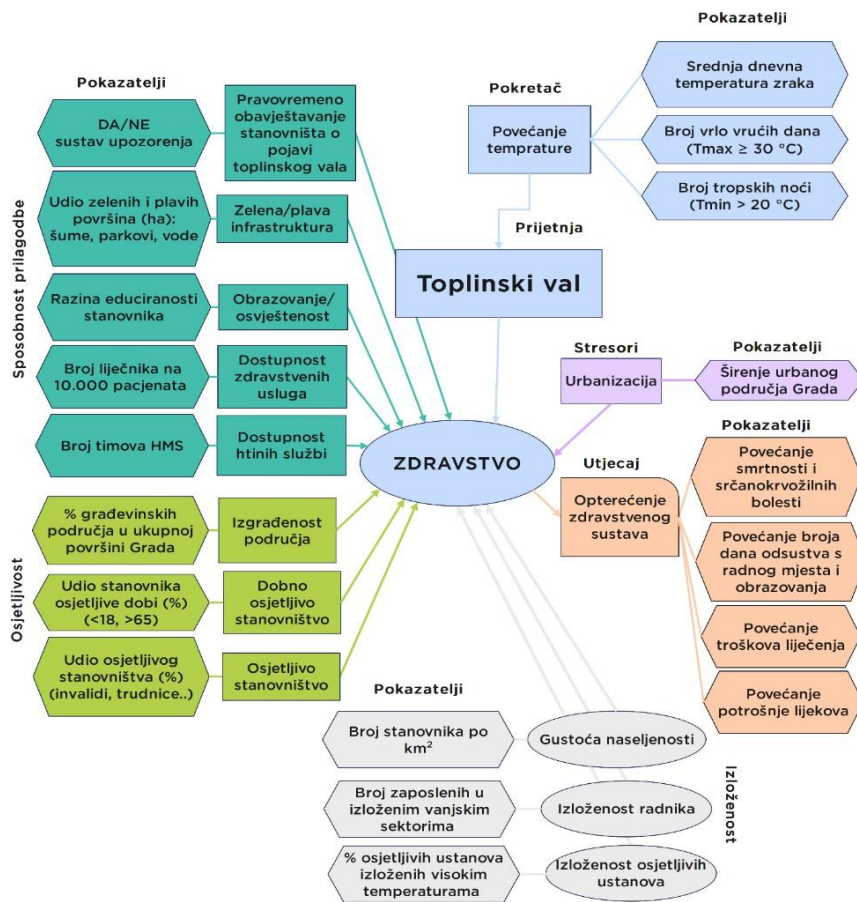 Pokazatelji
Srednja dnevna
temperatura zraka
Pokretač
Povećanje
temprature
Broj vrlo vrućih dana
(Tmax ≥ 30 °C)
Broj tropskih noći
(Tmin > 20 °C)
Prijetnja
Toplinski val
Pokazatelji
Sposobnost prilagodbe
DA/NE
sustav upozorenja
Pravovremeno
obavještavanje
stanovništa o
pojavi
toplinskog vala
Udio zelenih i plavih
površina (ha):
šume, parkovi, vode
Zelena/plava
infrastruktura
Razina educiranosti
stanovnika
Obrazovanje/
osvještenost
Broj liječnika na
10.000 pacjenata
Dostupnost
zdravstvenih
usluga
Broj timova HMS
Dostupnost
htinih službi
Stresori
Urbanizacija
Pokazatelji
Širenje urbanog
područja Grada
ZDRAVSTVO
Osjetljivost
% građevinskih
područja u ukupnoj
površini Grada
Izgrađenost
područja
Udio stanovnika
osjetljive dobi (%)
(<18, >65)
Dobno
osjetljivo
stanovništvo
Udio osjetljivog
stanovništva (%)
(invalidi, trudnice..)
Osjetljivo
stanovništvo
Utjecaj
Opterećenje
zdravstvenog
sustava
Pokazatelji
Povećanje
smrtnosti i
srčanokrvožilnih
bolesti
Povećanje broja
dana odsustva s
radnog mjesta i
obrazovanja
Povećanje
troškova liječenja
Povećanje
potrošnje lijekova
Pokazatelji
Broj stanovnika po
km²
Gustoća naseljenosti
Broj zaposlenih u
izloženim vanjskim
sektorima
Izloženost radnika
% osjetljivih ustanova
izloženih visokim
temperaturama
Izloženost osjetljivih
ustanova
Izloženost